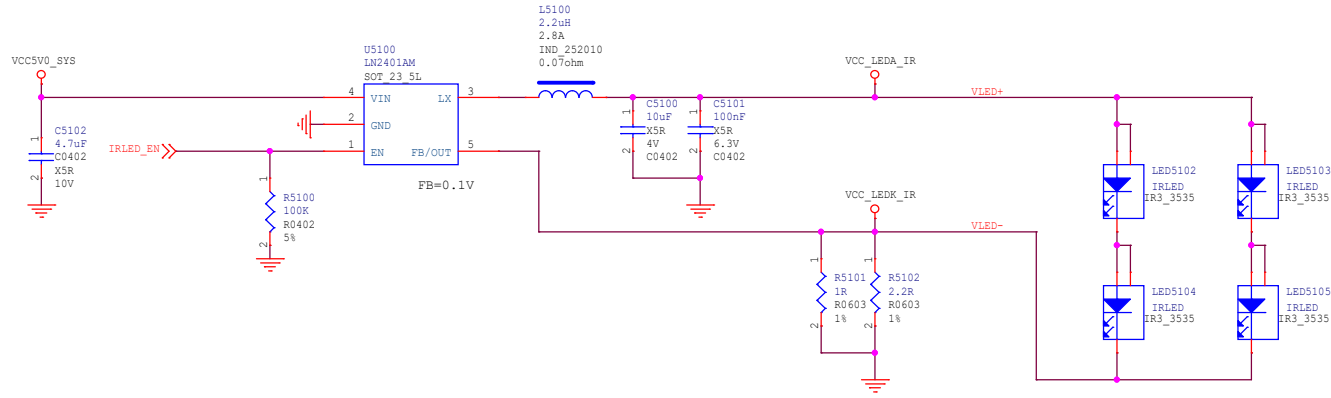 VCC5V0_SYS
1
C5102
4.7uF
C0402
X5R
10V
2
IRLED_EN
1
R5100
100K
R0402
5%
2
U5100
LN2401AM
SOT_23_5L
4
VIN
LX
3
2
GND
1
EN
FB/OUT
5
FB=0.1V
L5100
2.2uH
2.8A
IND_252010
0.07ohm
1
C5100
10uF
X5R
4V
C0402
2
1
C5101
100nF
X5R
6.3V
C0402
2
VCC_LEDA_IR
VLED+
VCC_LEDK_IR
VLED-
1
R5101
1R
R0603
1%
2
1
R5102
2.2R
R0603
1%
2
LED5102
IRLED
IR3_3535
LED5103
IRLED
IR3_3535
LED5104
IRLED
IR3_3535
LED5105
IRLED
IR3_3535